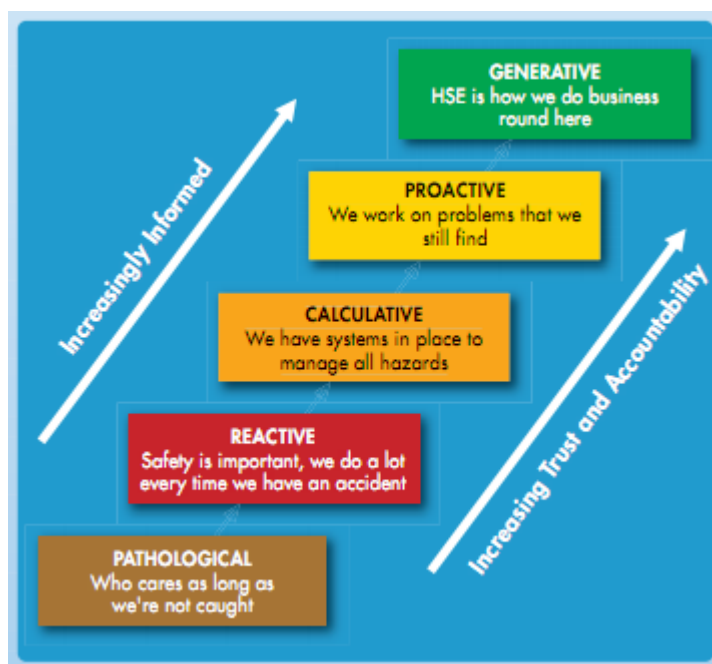 GENERATIVE
HSE is how we do business
round here
PROACTIVE
We work on problems that we
still find
Increasingly Informed
CALCULATIVE
We have systems in place to
manage all hazards
Increasing Trust and Accountability
REACTIVE
Safety is important, we do a lot
every time we have an accident
PATHOLOGICAL
Who cares as long as
we're not caught